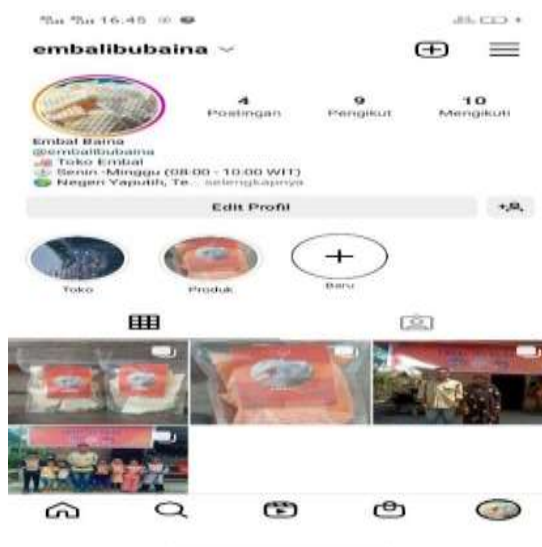 16.45
embalibubaina
4 9 10
Postingan Pengikut Mengikuti
Embal Baina
@embalibubaina
Toko Embal
Senin -Minggu (08:00 - 10:00 WIT)
Negeri Yaputih, Te... selengkapnya
Edit Profil
Toko Produk Baru